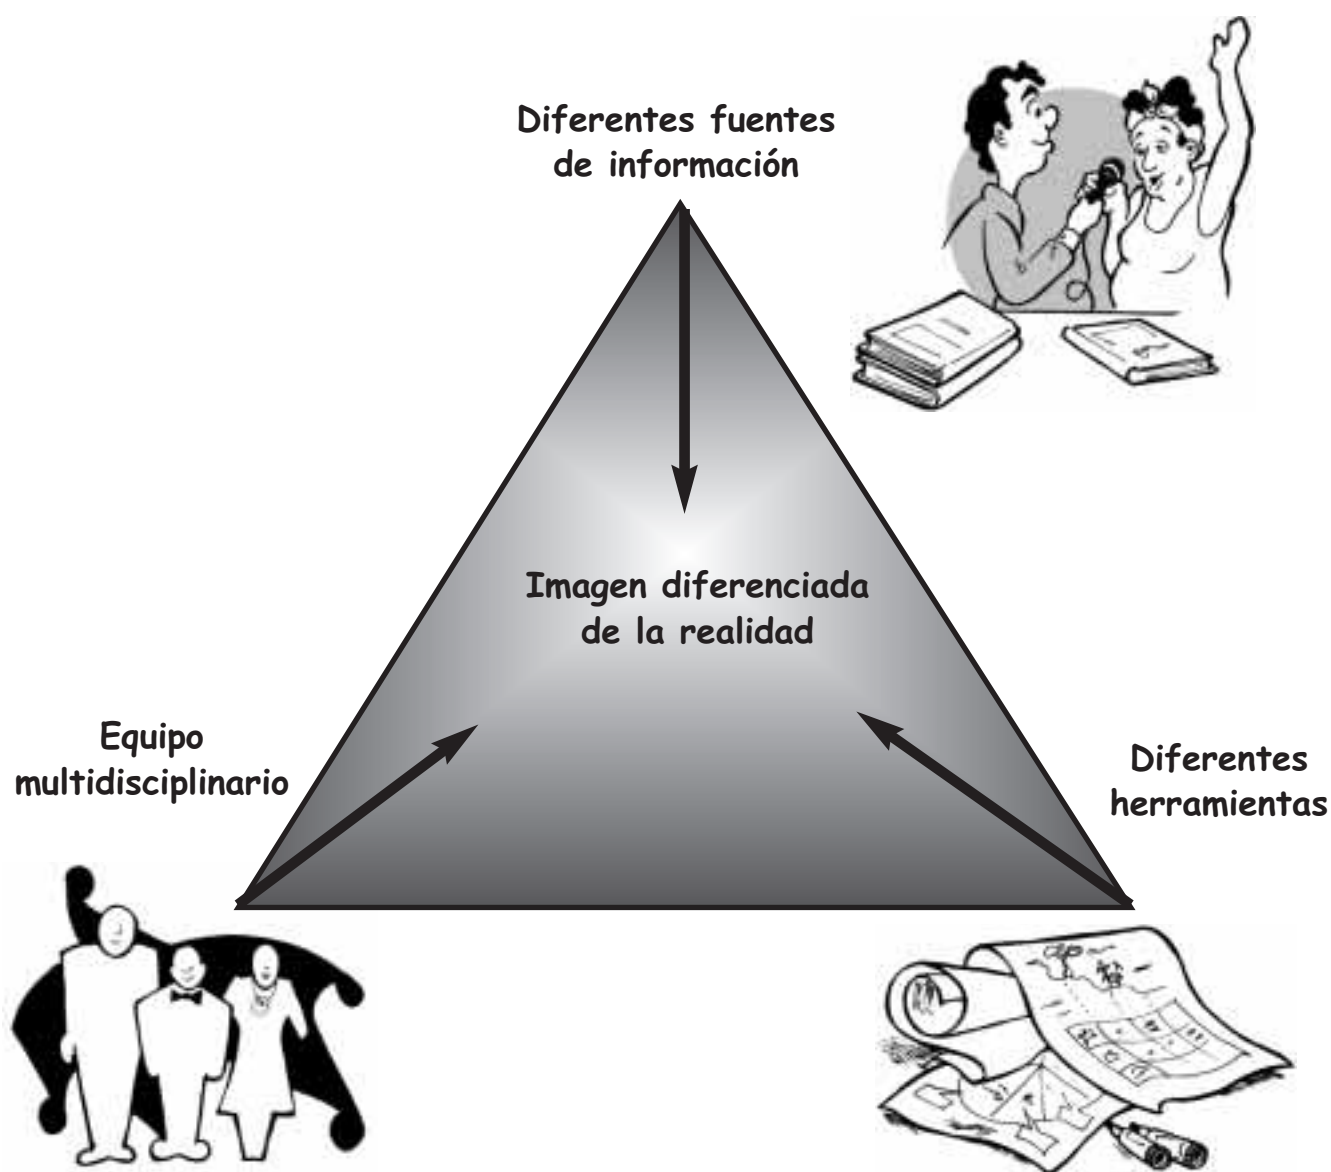 Diferentes fuentes
de información
Imagen diferenciada
de la realidad
Equipo
multidisciplinario
Diferentes
herramientas